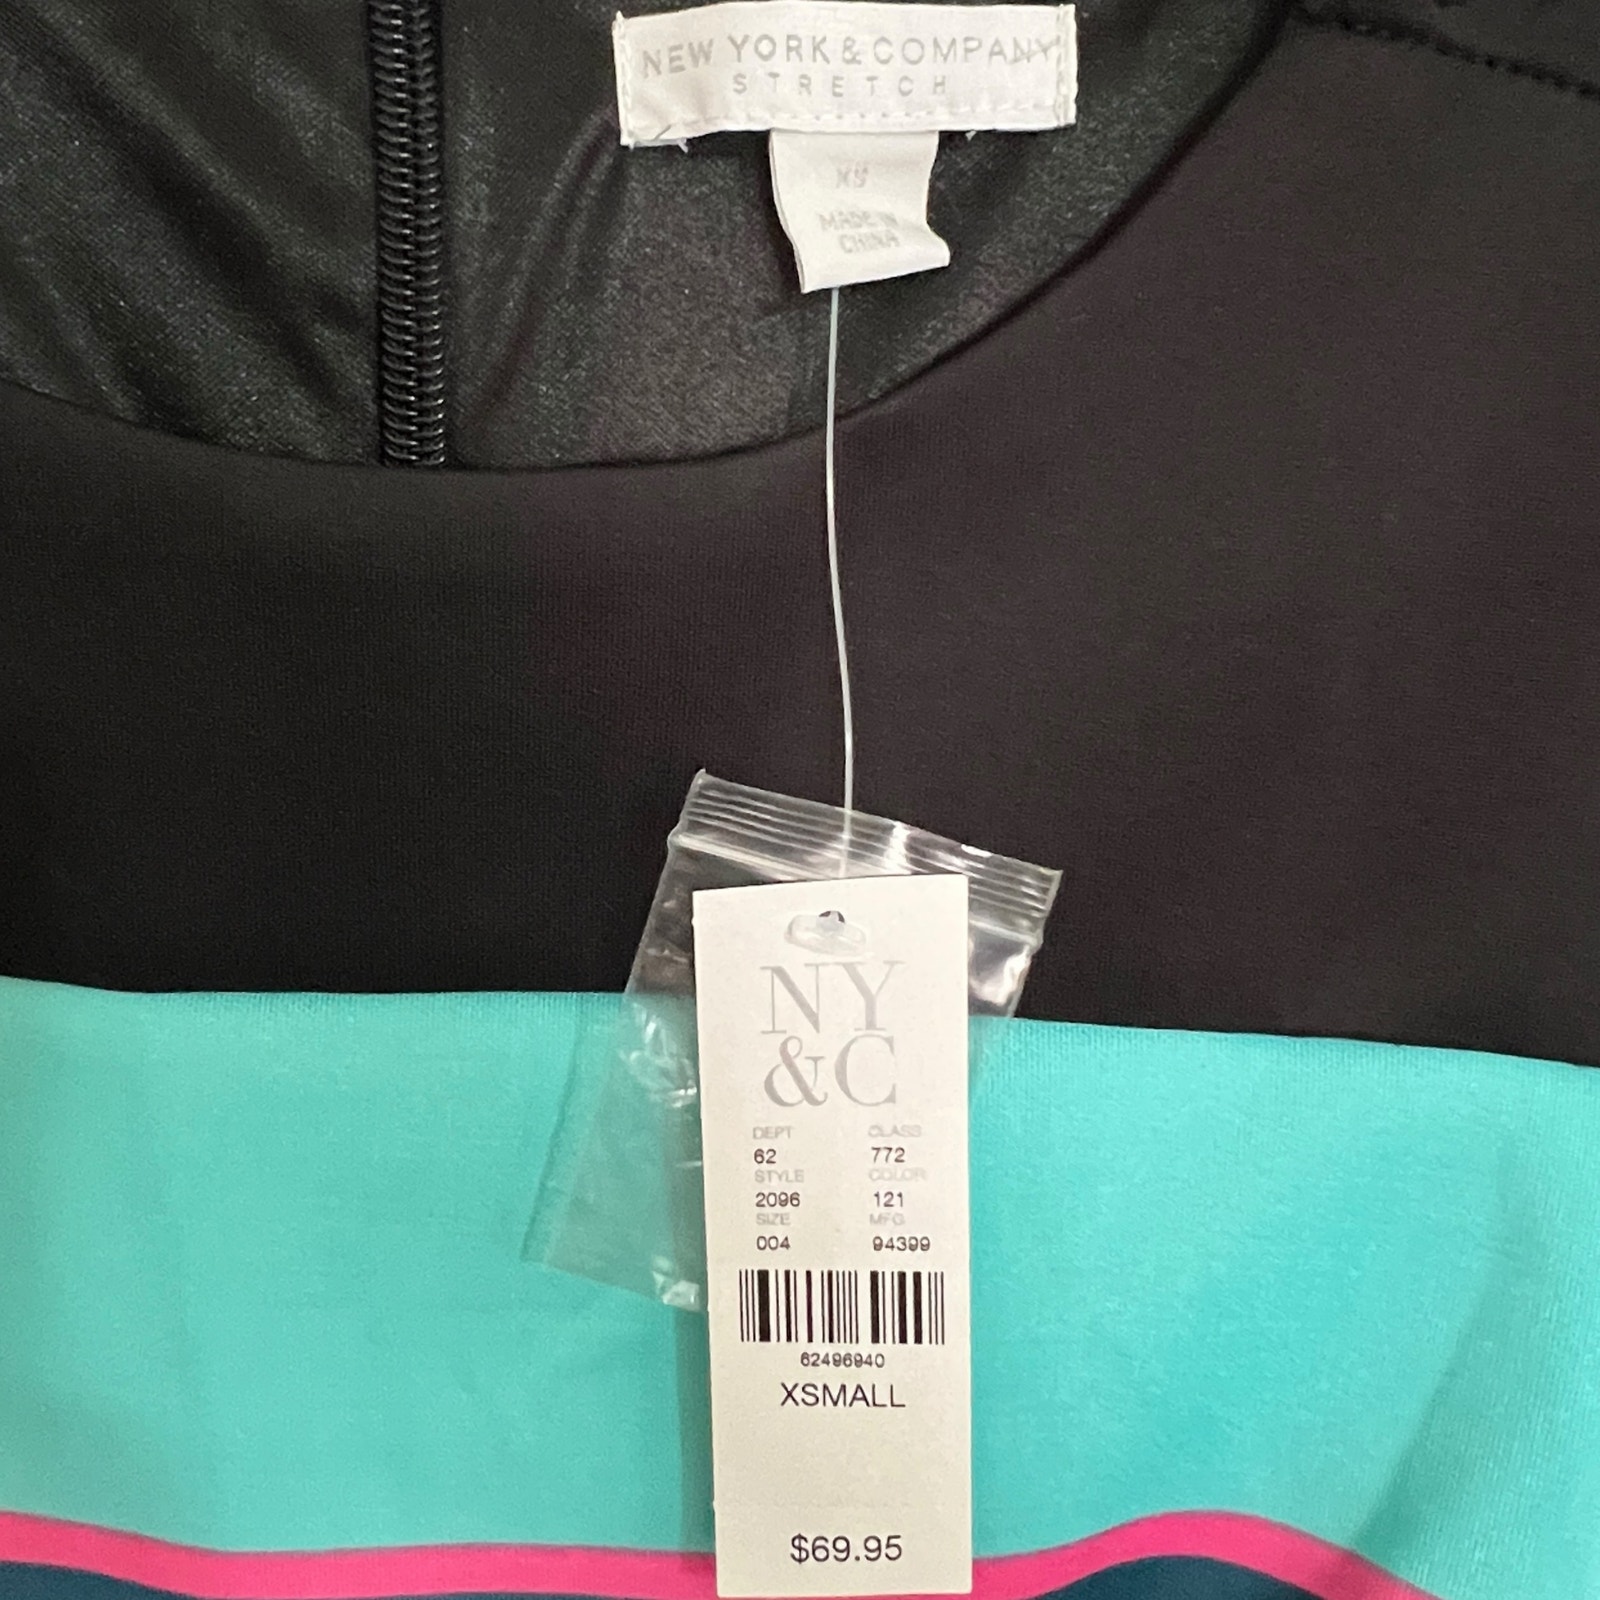 NEW YORK & COMPANY
STRETCH
XS
MADE IN
CHINA
NY
&C
DEPT CLASS
62 772
STYLE COLOR
2096 121
SIZE MFG
004 94399
62496940
XSMALL
$69.95